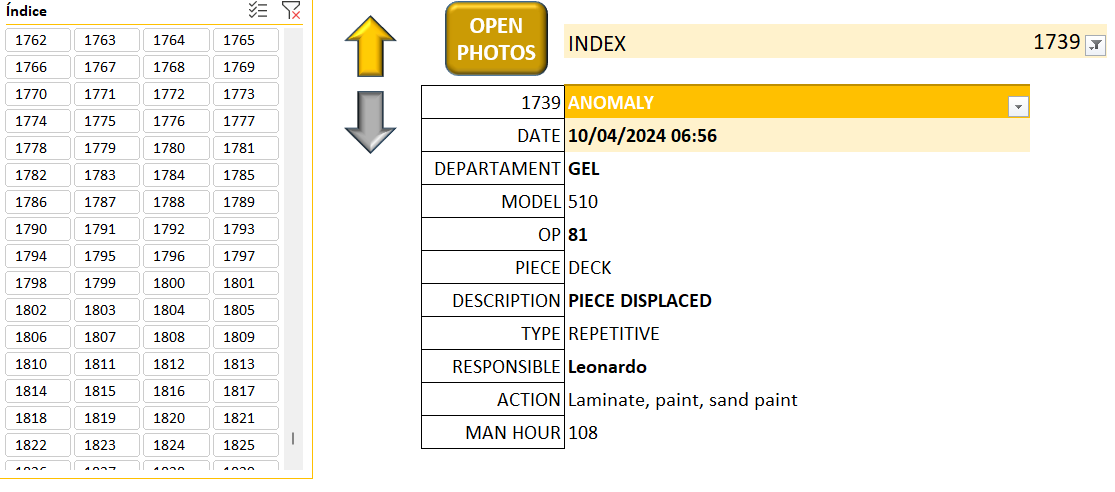 Índice
1762 1763 1764 1765
1766 1767 1768 1769
1770 1771 1772 1773
1774 1775 1776 1777
1778 1779 1780 1781
1782 1783 1784 1785
1786 1787 1788 1789
1790 1791 1792 1793
1794 1795 1796 1797
1798 1799 1800 1801
1802 1803 1804 1805
1806 1807 1808 1809
1810 1811 1812 1813
1814 1815 1816 1817
1818 1819 1820 1821
1822 1823 1824 1825
OPEN
PHOTOS
INDEX 1739
1739 ANOMALY
DATE 10/04/2024 06:56
DEPARTAMENT GEL
MODEL 510
OP 81
PIECE DECK
DESCRIPTION PIECE DISPLACED
TYPE REPETITIVE
RESPONSIBLE Leonardo
ACTION Laminate, paint, sand paint
MAN HOUR 108